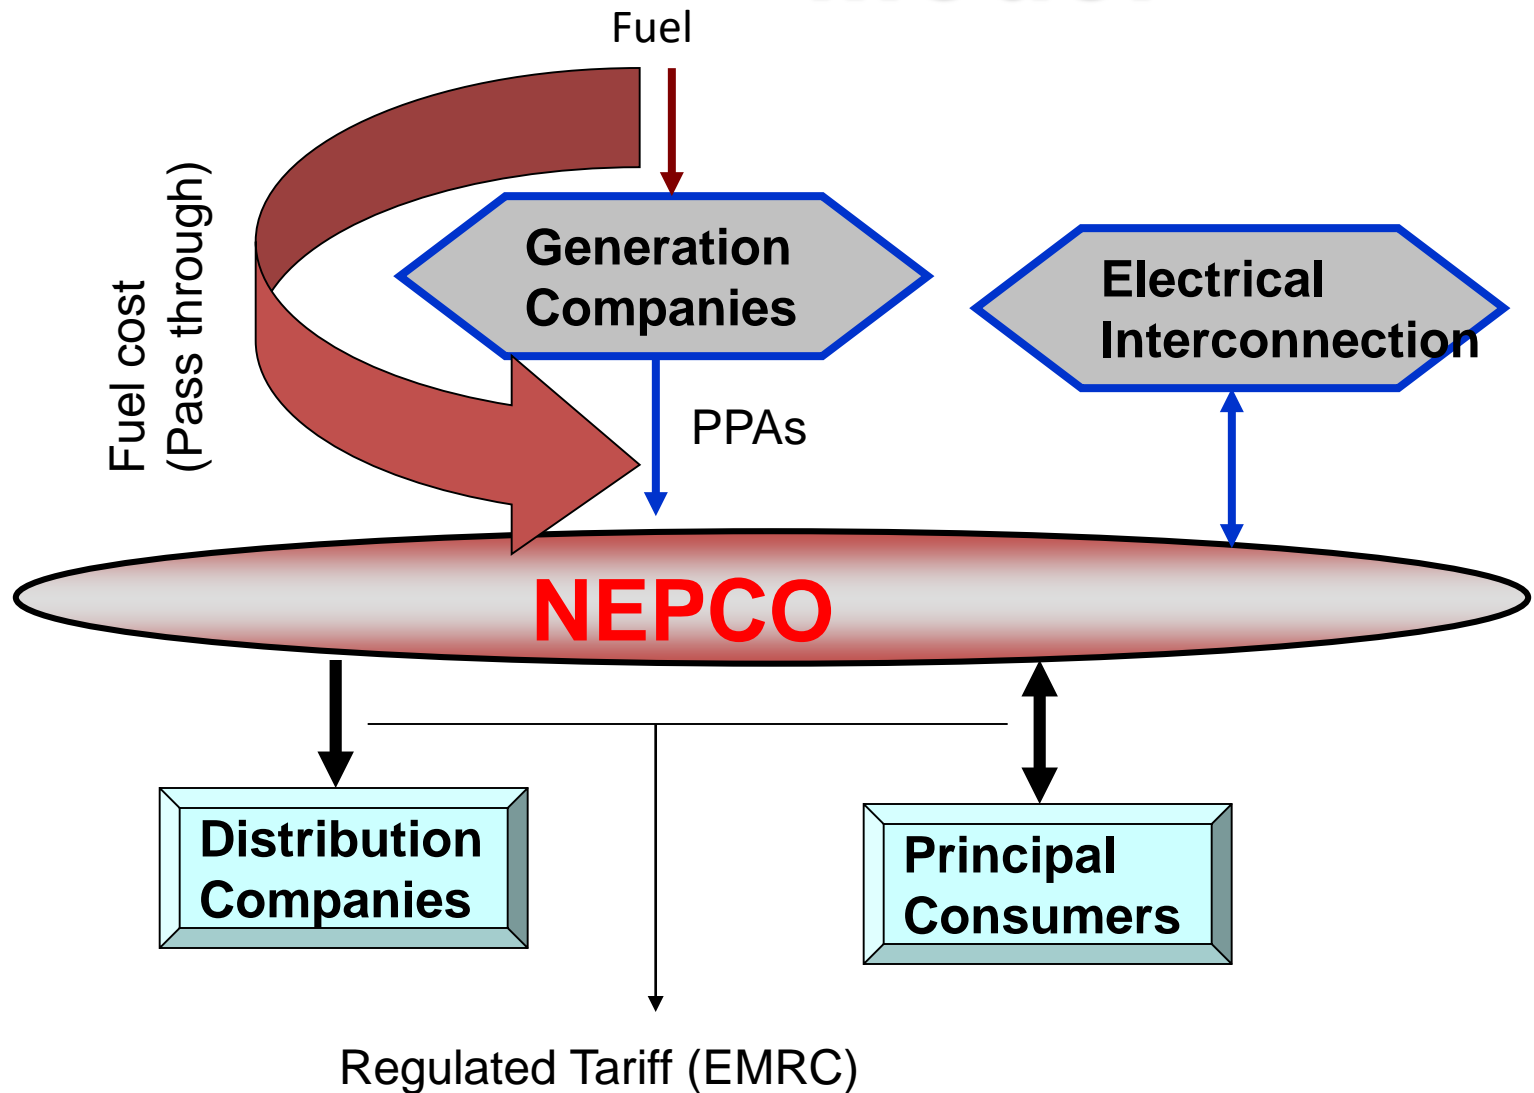 Fuel
Fuel cost
(Pass through)
Generation
Companies
Electrical
Interconnection
PPAs
NEPCO
Distribution
Companies
Principal
Consumers
Regulated Tariff (EMRC)